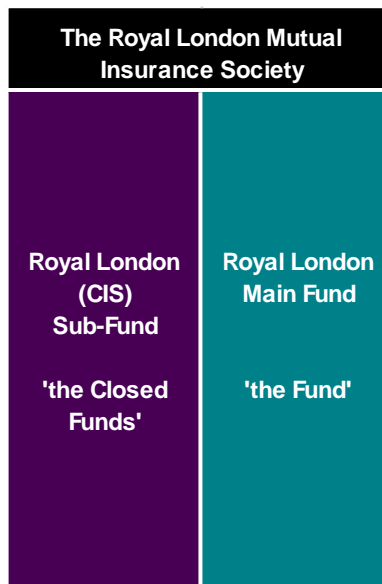 The Royal London Mutual
Insurance Society
Royal London
(CIS)
Sub-Fund
'the Closed
Funds'
Royal London
Main Fund
'the Fund'